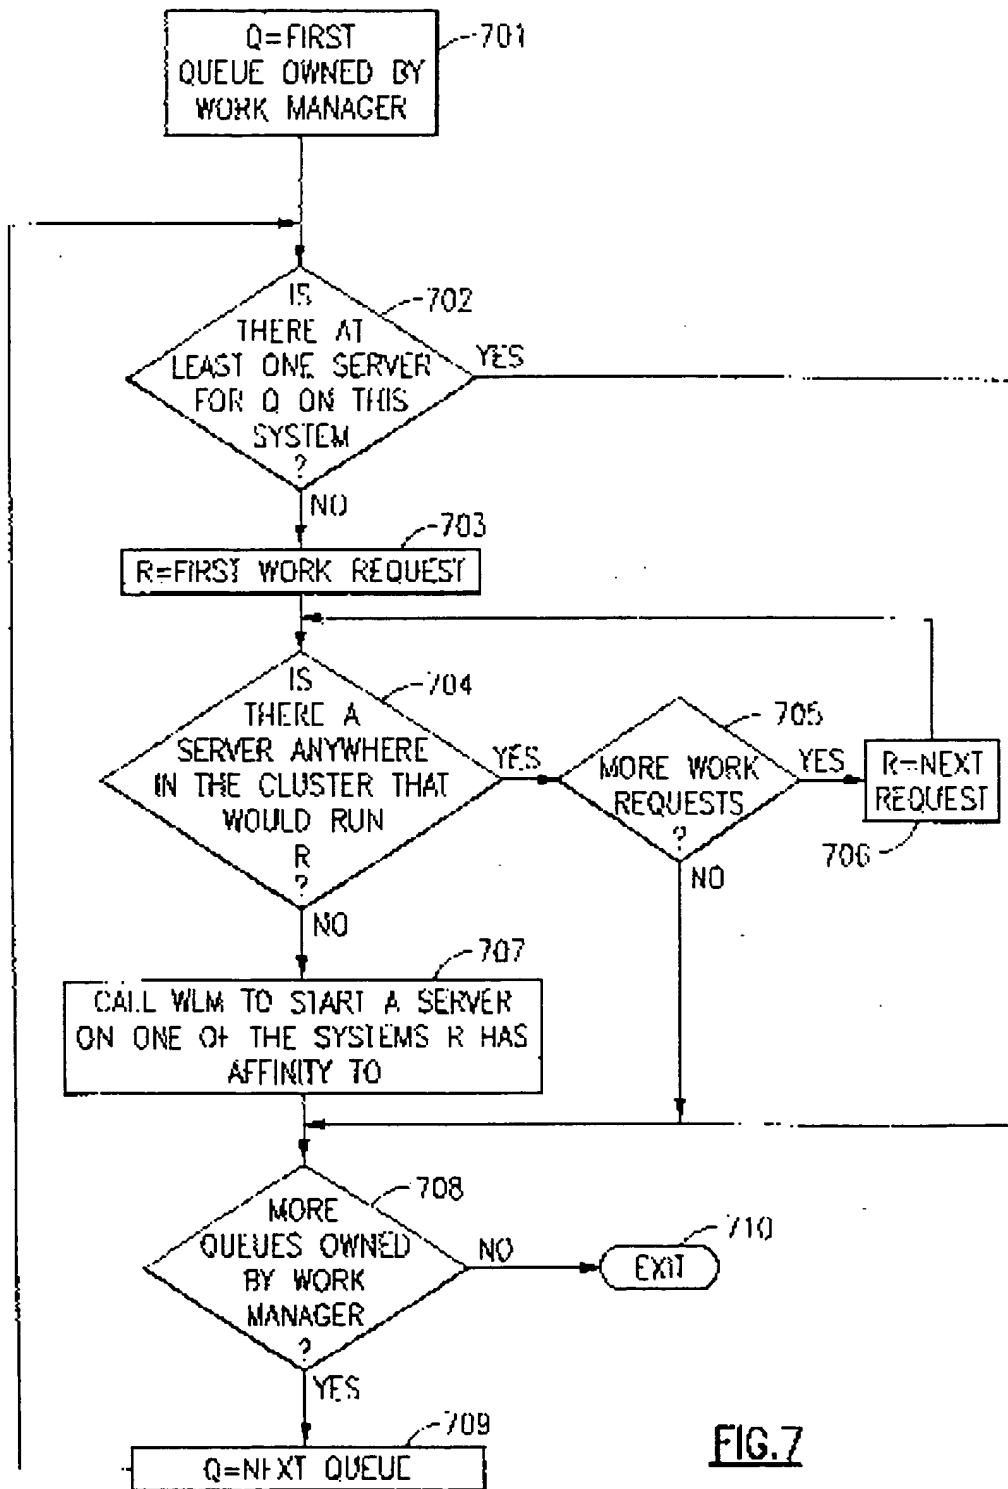 Q=FIRST
QUEUE OWNED BY
WORK MANAGER
701
IS
THERE AT
LEAST ONE SERVER
FOR Q ON THIS
SYSTEM
?
702
YES
NO
703
R=FIRST WORK REQUEST
IS
THERE A
SERVER ANYWHERE
IN THE CLUSTER THAT
WOULD RUN
R
?
704
YES
MORE WORK
REQUESTS
?
705
YES
R=NEXT
REQUEST
706
NO
NO
707
CALL WLM TO START A SERVER
ON ONE OF THE SYSTEMS R HAS
AFFINITY TO
MORE
QUEUES OWNED
BY WORK
MANAGER
?
708
NO
710
EXIT
YES
709
Q=NEXT QUEUE
FIG.7